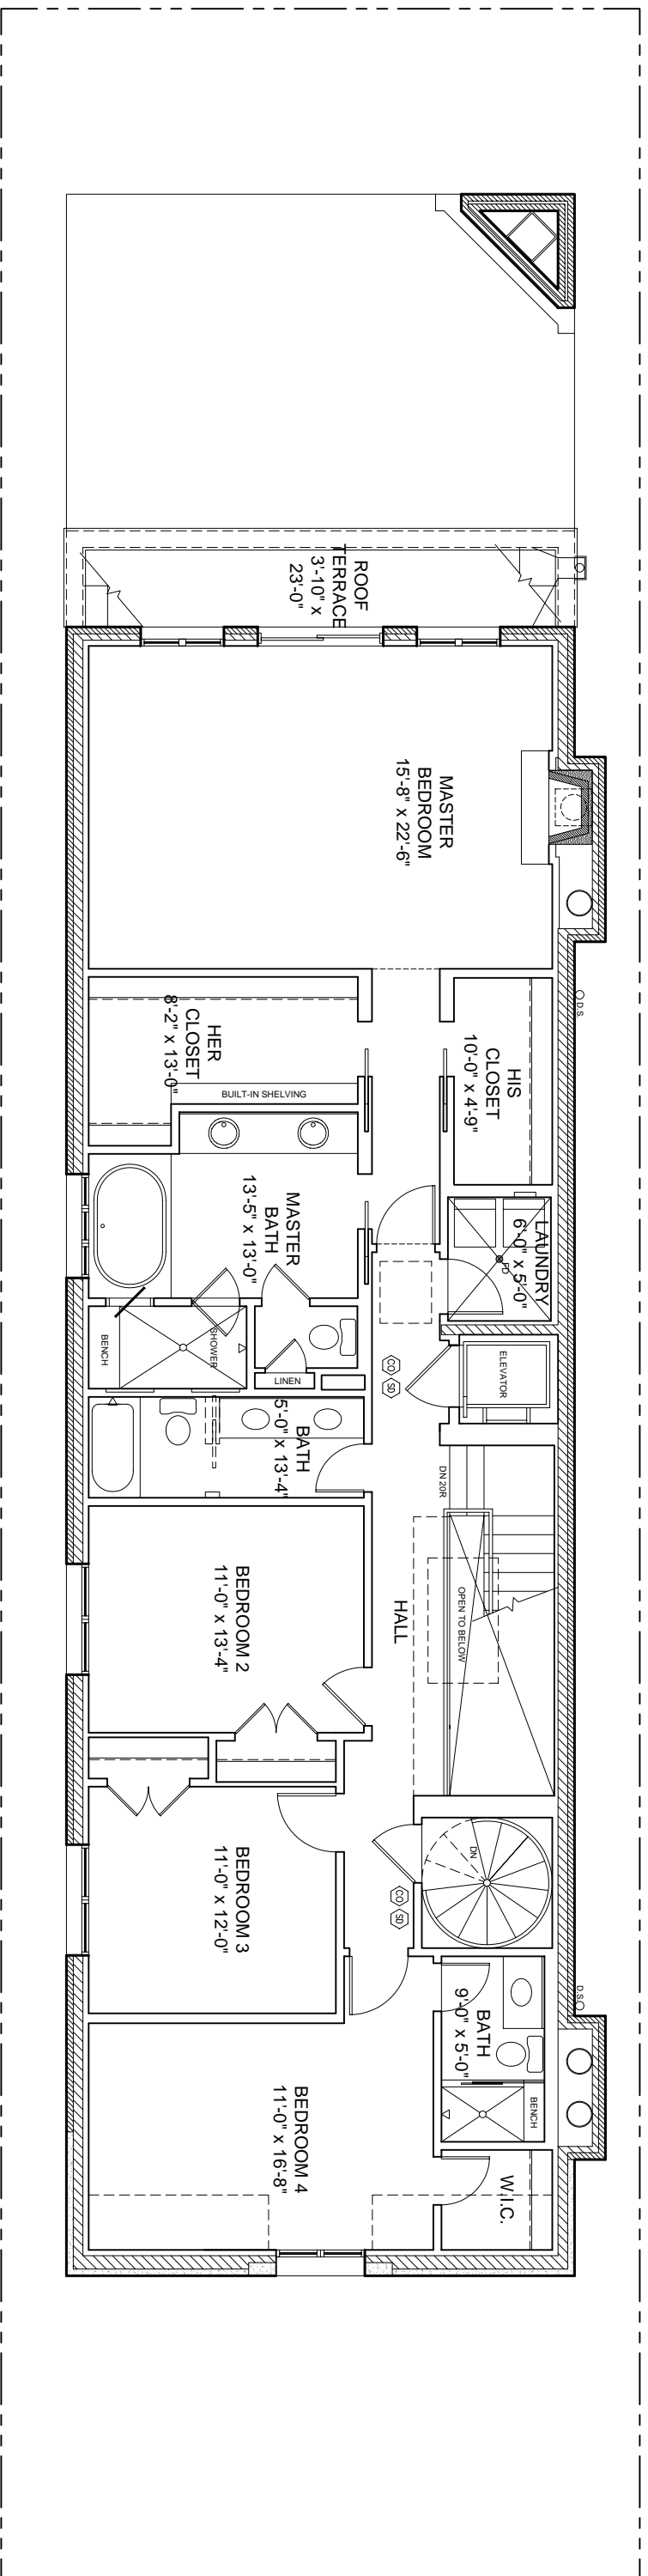 ROOF
TERRACE
3'-10" x
23'-0"
MASTER
BEDROOM
15'-8" x 22'-6"
D.S.
HIS
CLOSET
10'-0" x 4'-9"
HER
CLOSET
8'-2" x 13'-0"
BUILT-IN SHELVING
LAUNDRY
6'-0" x 5'-0"
FD
MASTER
BATH
13'-5" x 13'-0"
BENCH
SHOWER
LINEN
CO
SD
ELEVATOR
BATH
5'-0" x 13'-4"
DN 20R
OPEN TO BELOW
HALL
BEDROOM 2
11'-0" x 13'-4"
DN
CO
SD
BEDROOM 3
11'-0" x 12'-0"
D.S.
BATH
9'-0" x 5'-0"
BENCH
BEDROOM 4
11'-0" x 16'-8"
W.I.C.